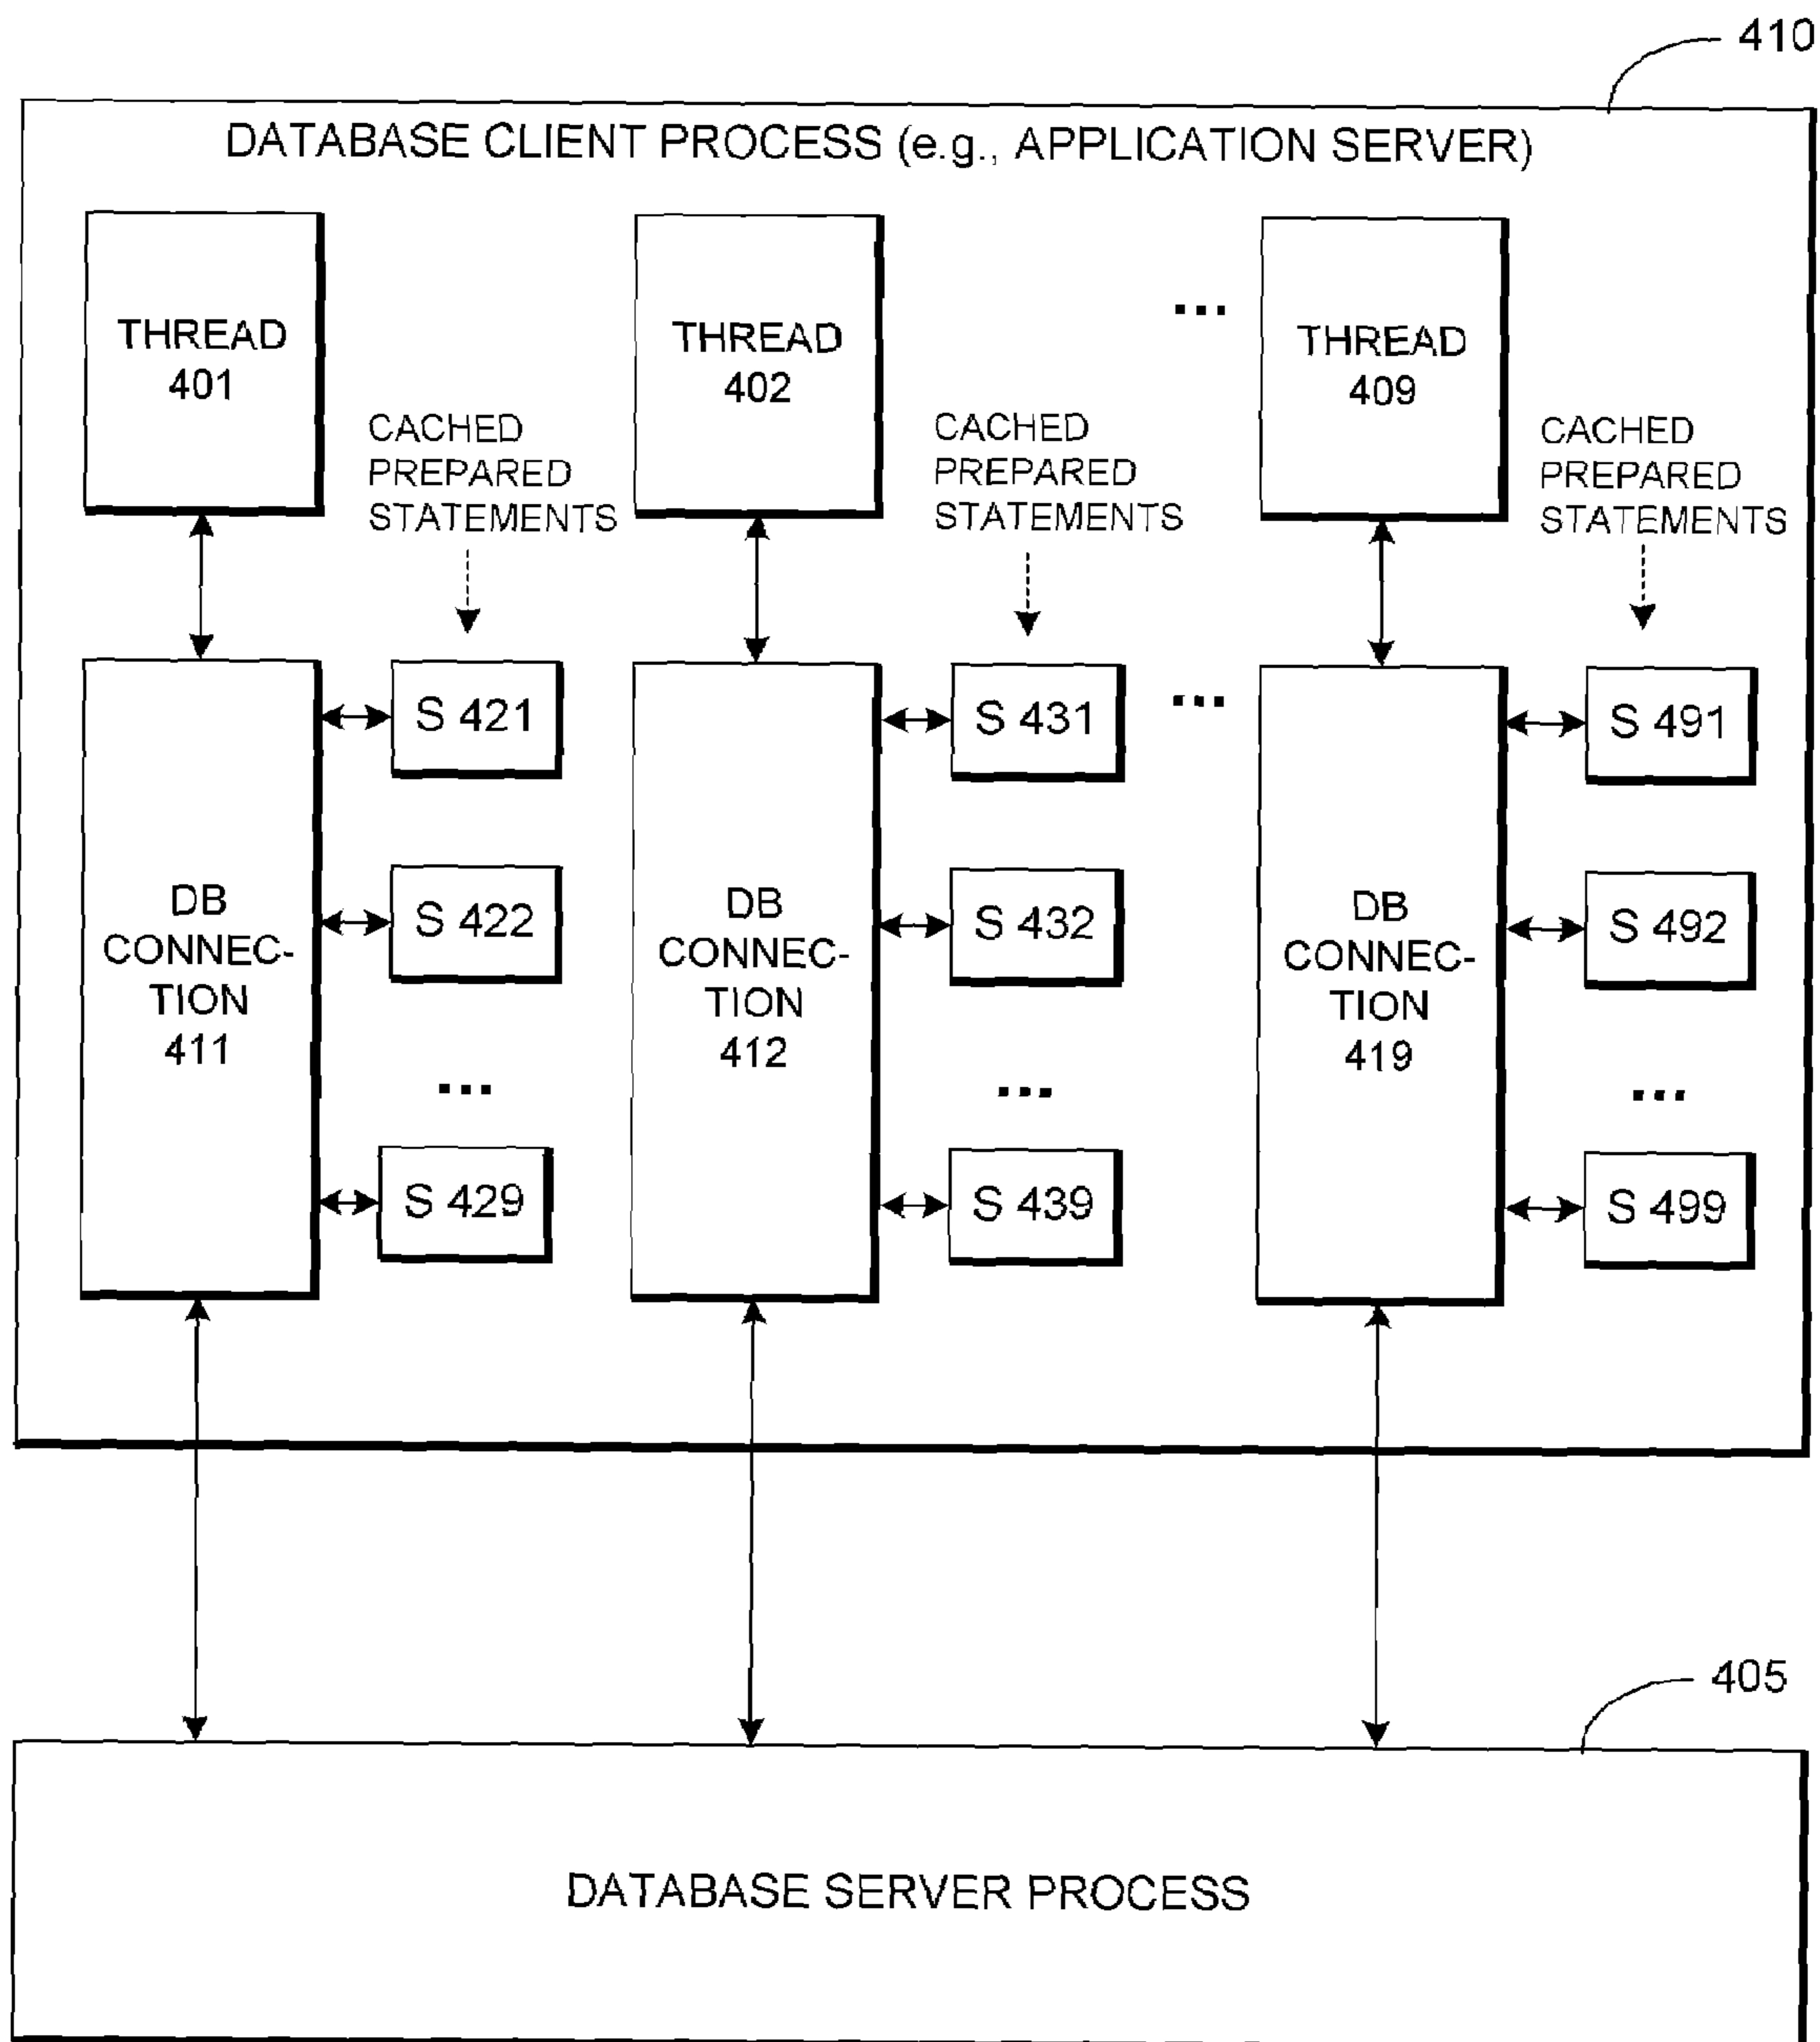 410
DATABASE CLIENT PROCESS (e.g., APPLICATION SERVER)
THREAD
401
THREAD
402
...
THREAD
409
CACHED
PREPARED
STATEMENTS
CACHED
PREPARED
STATEMENTS
CACHED
PREPARED
STATEMENTS
DB
CONNEC-
TION
411
S 421
S 422
...
S 429
DB
CONNEC-
TION
412
S 431
S 432
...
S 439
...
DB
CONNEC-
TION
419
S 491
S 492
...
S 499
405
DATABASE SERVER PROCESS